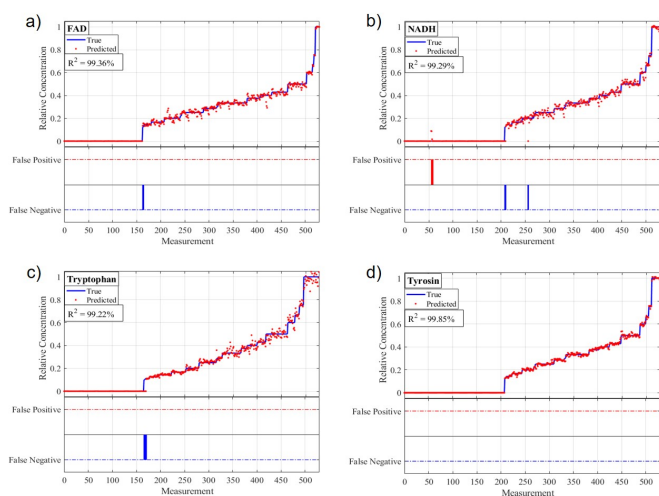 a)
FAD
True
Predicted
R² = 99.36%
Relative Concentration
1
0.8
0.6
0.4
0.2
0
False Positive
False Negative
0 50 100 150 200 250 300 350 400 450 500
Measurement
b)
NADH
True
Predicted
R² = 99.29%
Relative Concentration
1
0.8
0.6
0.4
0.2
0
False Positive
False Negative
0 50 100 150 200 250 300 350 400 450 500
Measurement
c)
Tryptophan
True
Predicted
R² = 99.22%
Relative Concentration
1
0.8
0.6
0.4
0.2
0
False Positive
False Negative
0 50 100 150 200 250 300 350 400 450 500
Measurement
d)
Tyrosin
True
Predicted
R² = 99.85%
Relative Concentration
1
0.8
0.6
0.4
0.2
0
False Positive
False Negative
0 50 100 150 200 250 300 350 400 450 500
Measurement